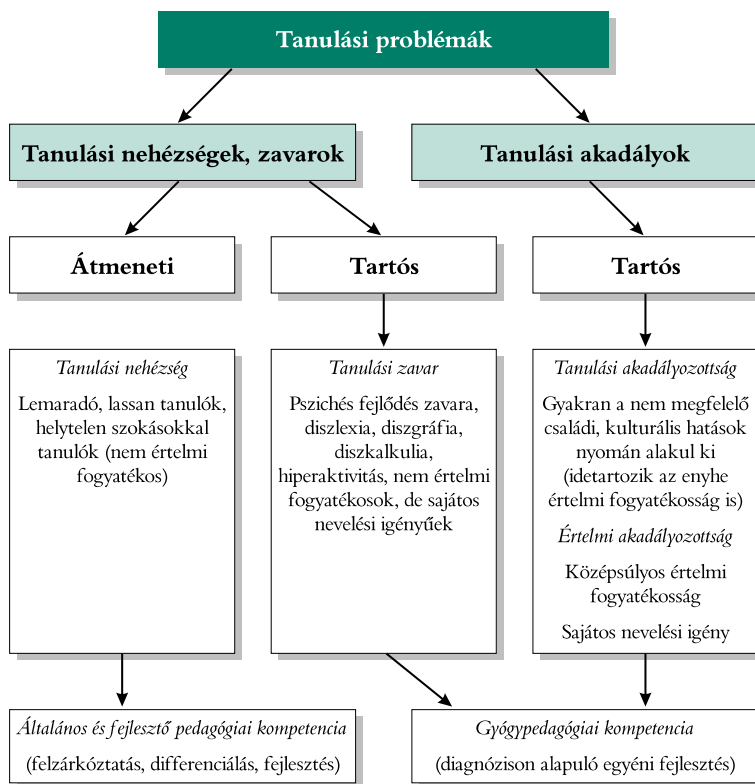 Tanulási problémák
Tanulási nehézségek, zavarok
Tanulási akadályok
Átmeneti
Tartós
Tartós
Tanulási nehézség
Lemaradó, lassan tanulók,
helytelen szokásokkal
tanulók (nem értelmi
fogyatékos)
Tanulási zavar
Pszichés fejlődés zavara,
diszlexia, diszgráfia,
diszkalkulia,
hiperaktivitás, nem értelmi
fogyatékosok, de sajátos
nevelési igényűek
Tanulási akadályozottság
Gyakran a nem megfelelő
családi, kulturális hatások
nyomán alakul ki
(idetartozik az enyhe
értelmi fogyatékosság is)
Értelmi akadályozottság
Középsúlyos értelmi
fogyatékosság
Sajátos nevelési igény
Általános és fejlesztő pedagógiai kompetencia
(felzárkóztatás, differenciálás, fejlesztés)
Gyógypedagógiai kompetencia
(diagnózison alapuló egyéni fejlesztés)